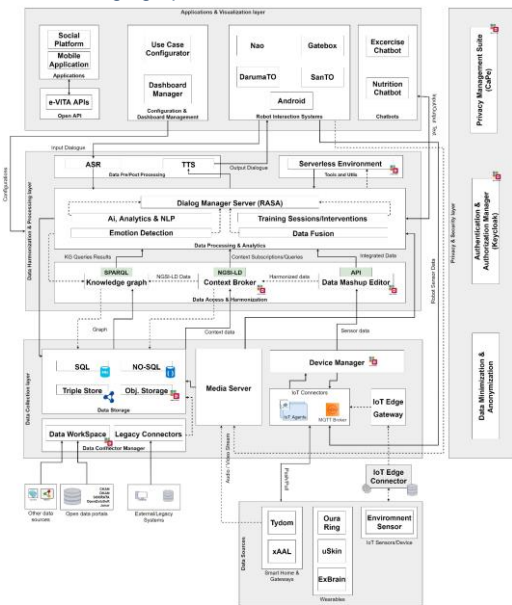 Applications & Visualization layer
Social
Platform
Mobile
Application
Applications
e-VITA APIs
Open API
Use Case
Configurator
Dashboard
Manager
Configuration &
Dashboard Management
Nao
Gatebox
DarumaTO
SanTO
Android
Robot Interaction Systems
Excercise
Chatbot
Nutrition
Chatbot
Chatbots
Input/Output Text
Privacy Management Suite
(CaPe)
Configurations
Input Dialogue
Output Dialogue
Data Harmonization & Processing layer
ASR
TTS
Data Pre/Post Processing
Serverless Environment
Tools and Utils
Dialog Manager Server (RASA)
Ai, Analytics & NLP
Training Sessions/Interventions
Emotion Detection
Data Fusion
Data Processing & Analytics
KG Queries Results
Context Subscriptions/Queries
Integrated Data
SPARQL
Knowledge graph
NGSI-LD Data
NGSI-LD
Context Broker
Harmonized data
API
Data Mashup Editor
Data Access & Harmonization
Robot Sensor Data
Privacy & Security layer
Authentication &
Authorization Manager
(Keycloak)
Graph
Context data
Sensor data
Data Collection layer
SQL
NO-SQL
Triple Store
Obj. Storage
Data Storage
Media Server
Device Manager
IoT Connectors
IoT Agents
MQTT Broker
IoT Edge
Gateway
Data Minimization &
Anonymization
Data WorkSpace
Legacy Connectors
Data Connector Manager
Audio / Video Stream
Push/Pull
IoT Edge
Connector
Other data
sources
Open data portals
External/Legacy
Systems
Data Sources
Tydom
xAAL
Smart Home &
Gateways
Oura
Ring
uSkin
ExBrain
Wearables
Enviromnent
Sensor
IoT Sensors/Device